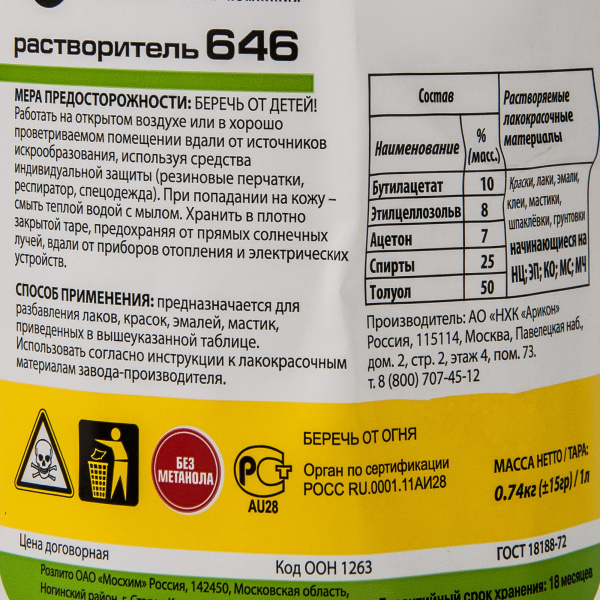 растворитель 646
МЕРА ПРЕДОСТОРОЖНОСТИ: БЕРЕЧЬ ОТ ДЕТЕЙ!
Работать на открытом воздухе или в хорошо
проветриваемом помещении вдали от источников
искрообразования, используя средства
индивидуальной защиты (резиновые перчатки,
респиратор, спецодежда). При попадании на кожу –
смыть теплой водой с мылом. Хранить в плотно
закрытой таре, предохраняя от прямых солнечных
лучей, вдали от приборов отопления и электрических
устройств.
СПОСОБ ПРИМЕНЕНИЯ: предназначается для
разбавления лаков, красок, эмалей, мастик,
приведенных в вышеуказанной таблице.
Использовать согласно инструкции к лакокрасочным
материалам завода-производителя.
Состав
Растворяемые
лакокрасочные
материалы
Наименование
%
(масс.)
Бутилацетат 10
Этилцеллозольв 8
Ацетон 7
Спирты 25
Толуол 50
Краски, лаки, эмали,
клеи, мастики,
шпаклёвки, грунтовки
начинающиеся на
НЦ; ЭП; КО; МС; МЧ
Производитель: АО «НХК «Арикон»
Россия, 115114, Москва, Павелецкая наб,
дом. 2, стр. 2, этаж 4, пом. 73.
т. 8 (800) 707-45-12
БЕЗ
МЕТАНОЛА
РСТ
АU28
БЕРЕЧЬ ОТ ОГНЯ
Орган по сертификации
РОСС RU.0001.11АИ28
МАССА НЕТТО / ТАРА:
0.74кг (±15гр) / 1л
Цена договорная
Код ООН 1263
ГОСТ 18188-72
Розлито ОАО «Мосхим» Россия, 142450, Московская область,
Ногинский район, г. Старая
срок хранения: 18 месяцев